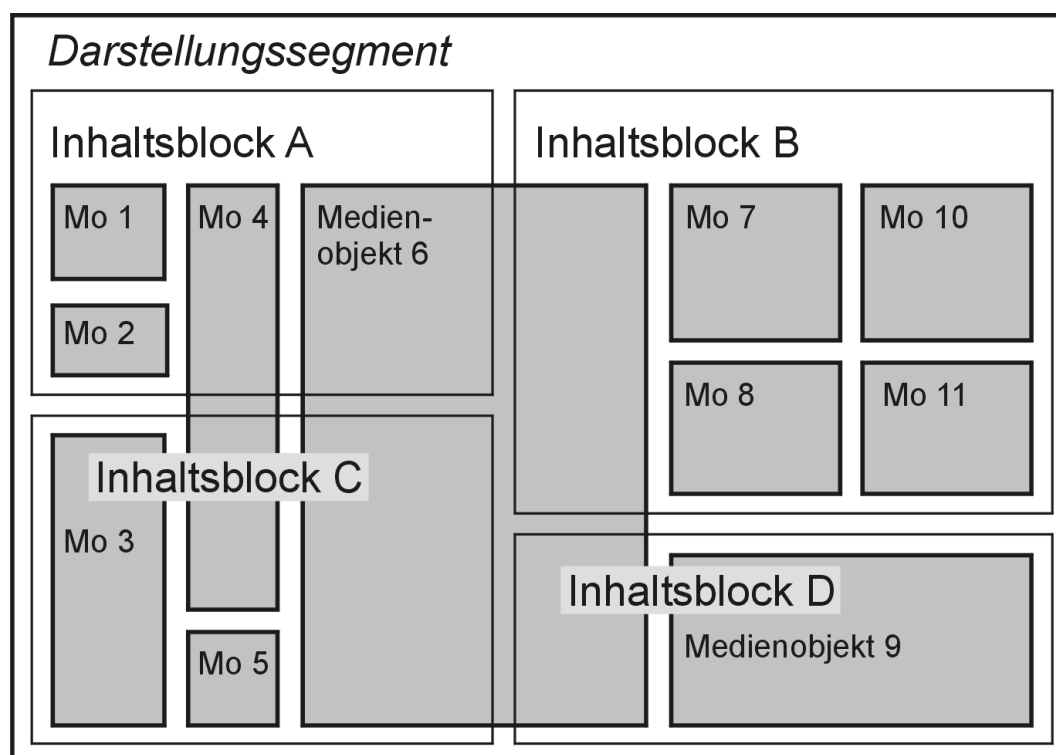 Darstellungssegment
Inhaltsblock A
Mo 1
Mo 4
Medien-
objekt 6
Mo 2
Inhaltsblock B
Mo 7
Mo 10
Mo 8
Mo 11
Inhaltsblock C
Mo 3
Mo 5
Inhaltsblock D
Medienobjekt 9